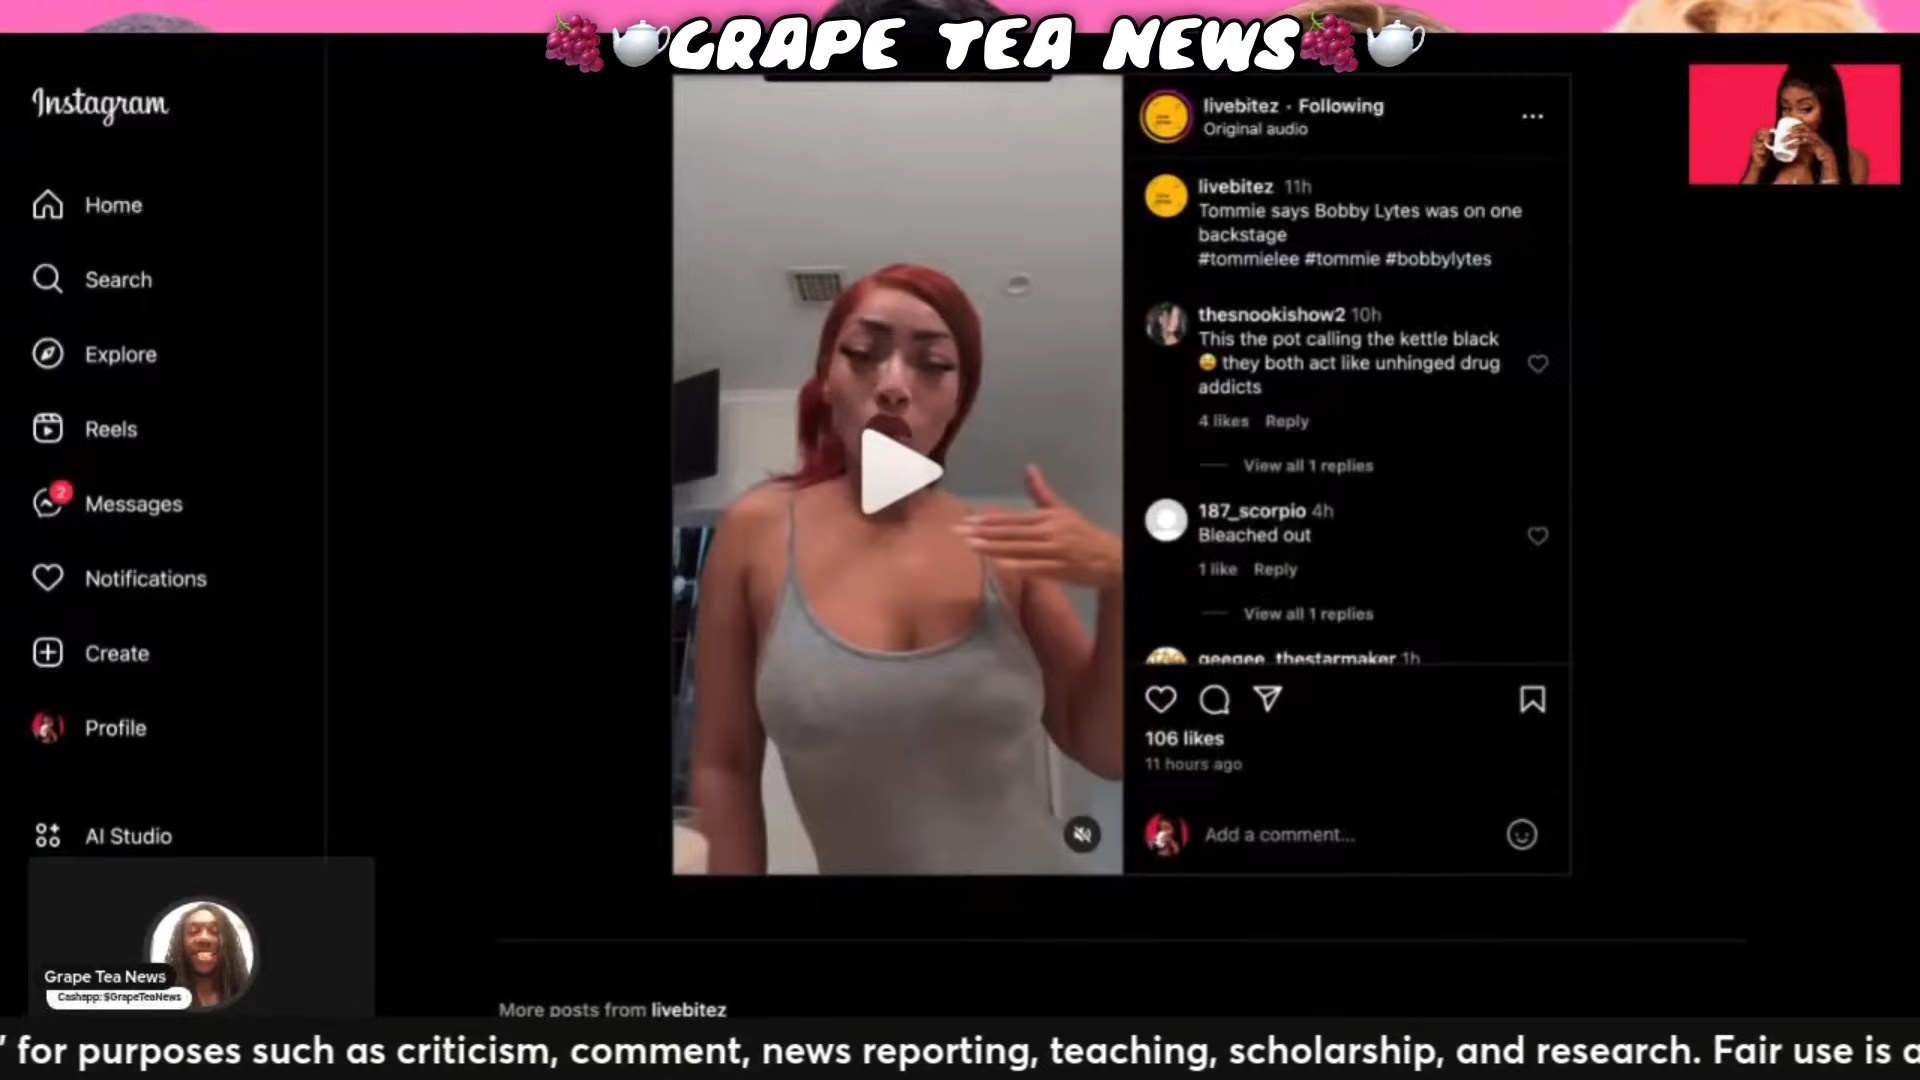 GRAPE TEA NEWS
Instagram
Home
Search
Explore
Reels
2
Messages
Notifications
Create
Profile
AI Studio
livebitez • Following
Original audio
livebitez 11h
Tommie says Bobby Lytes was on one
backstage
#tommielee #tommie #bobbylytes
thesnookishow2 10h
This the pot calling the kettle black
😫 they both act like unhinged drug
addicts
4 likes Reply
View all 1 replies
187_scorpio 4h
Bleached out
1 like Reply
View all 1 replies
geegee_thestarmaker 1h
106 likes
11 hours ago
Add a comment...
Grape Tea News
Cashapp: $GrapeTeaNews
More posts from livebitez
" for purposes such as criticism, comment, news reporting, teaching, scholarship, and research. Fair use is a